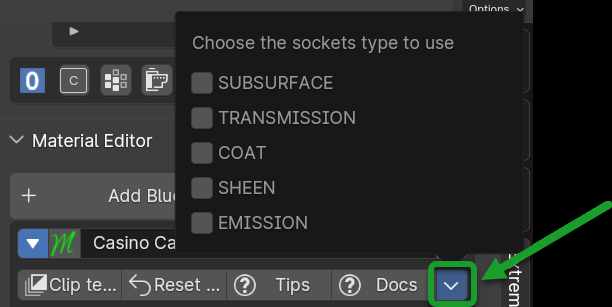 Options
Choose the sockets type to use
SUBSURFACE
TRANSMISSION
COAT
SHEEN
EMISSION
0
C
Material Editor
Add Blu
M
Casino Ca
Clip te...
Reset ...
Tips
Docs
xtrem